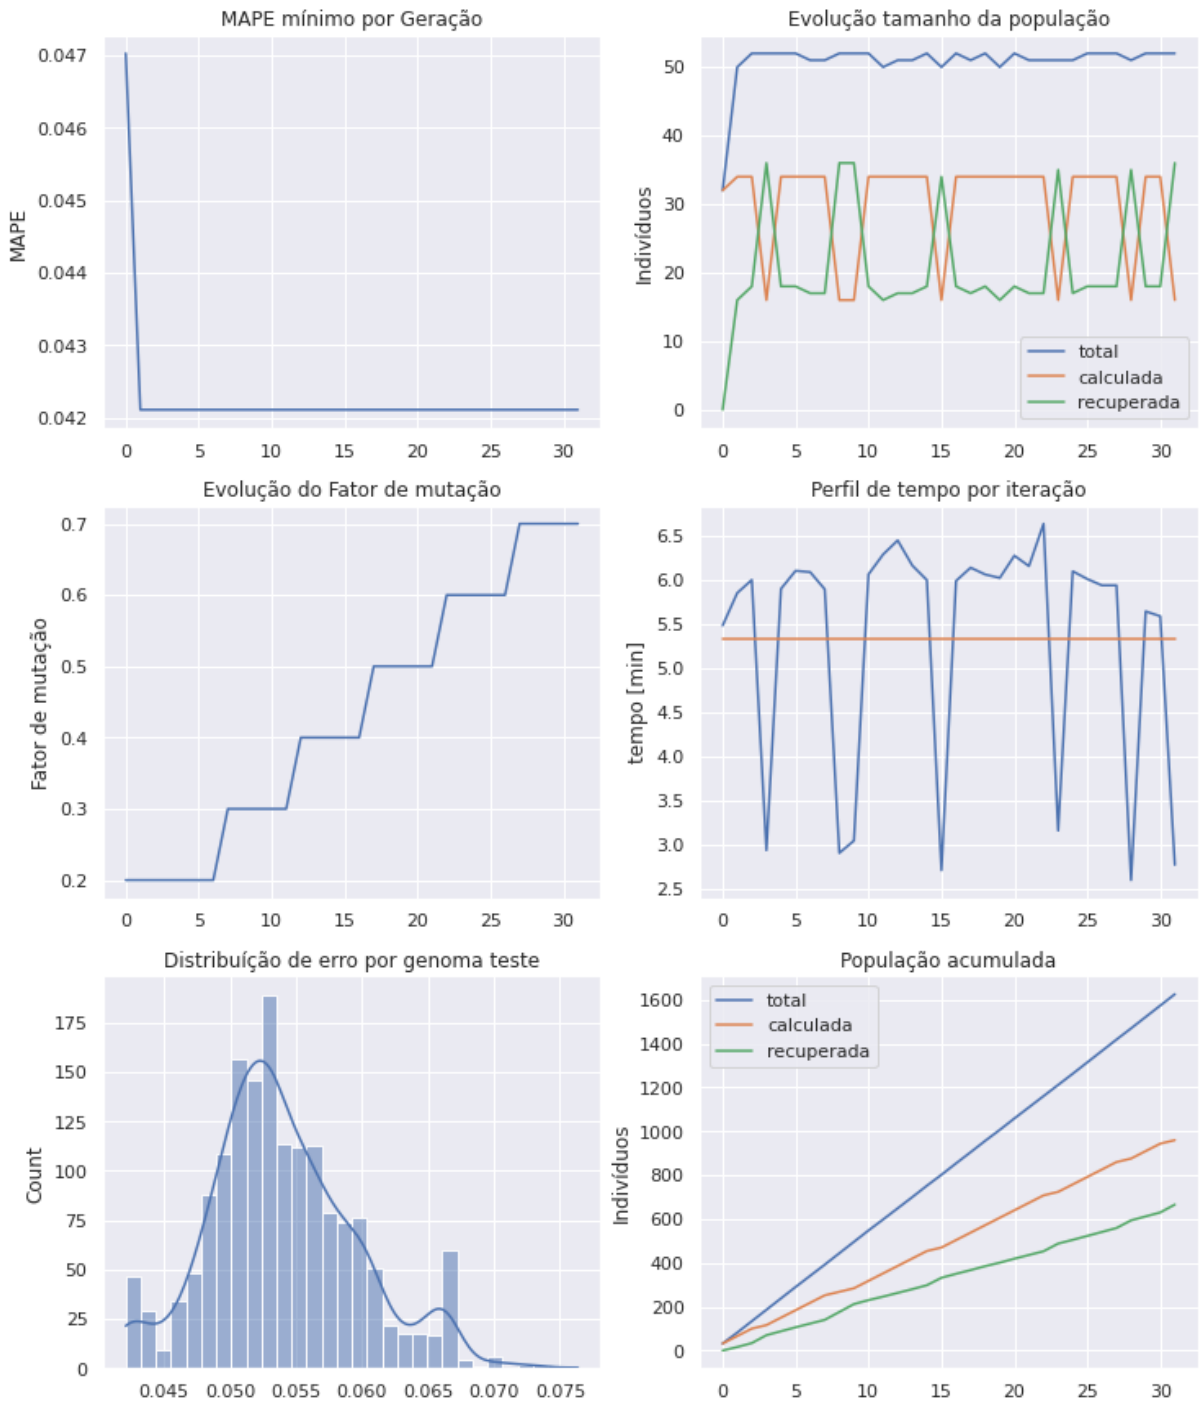 MAPE mínimo por Geração
0.047
0.046
0.045
0.044
0.043
0.042
MAPE
0 5 10 15 20 25 30
Evolução tamanho da população
50
40
30
20
10
0
Indivíduos
total
calculada
recuperada
0 5 10 15 20 25 30
Evolução do Fator de mutação
0.7
0.6
0.5
0.4
0.3
0.2
Fator de mutação
0 5 10 15 20 25 30
Perfil de tempo por iteração
6.5
6.0
5.5
5.0
4.5
4.0
3.5
3.0
2.5
tempo [min]
0 5 10 15 20 25 30
Distribuíção de erro por genoma teste
175
150
125
100
75
50
25
0
Count
0.045 0.050 0.055 0.060 0.065 0.070 0.075
População acumulada
1600
1400
1200
1000
800
600
400
200
0
Indivíduos
total
calculada
recuperada
0 5 10 15 20 25 30